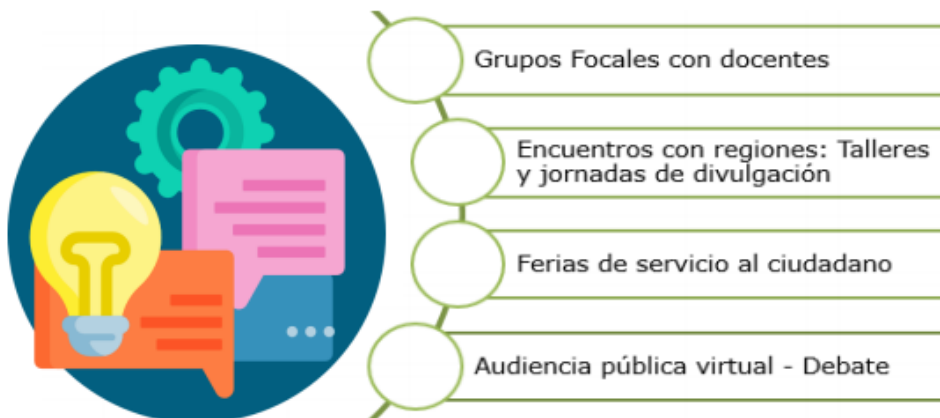 Grupos Focales con docentes
Encuentros con regiones: Talleres
y jornadas de divulgación
Ferias de servicio al ciudadano
Audiencia pública virtual - Debate